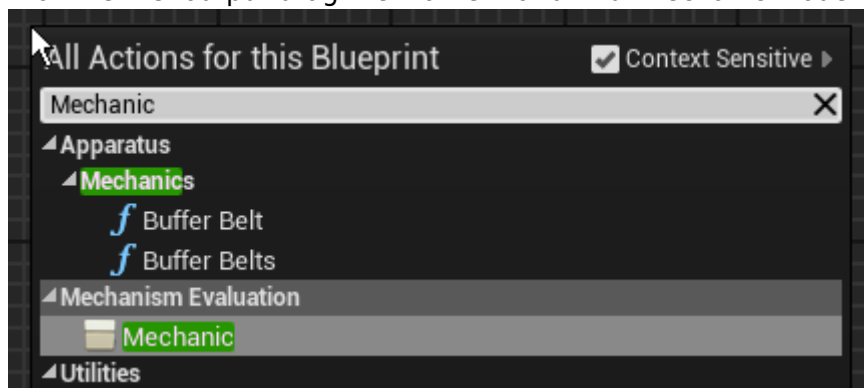 All Actions for this Blueprint Context Sensitive
Mechanic
Apparatus
Mechanics
f Buffer Belt
f Buffer Belts
Mechanism Evaluation
Mechanic
Utilities